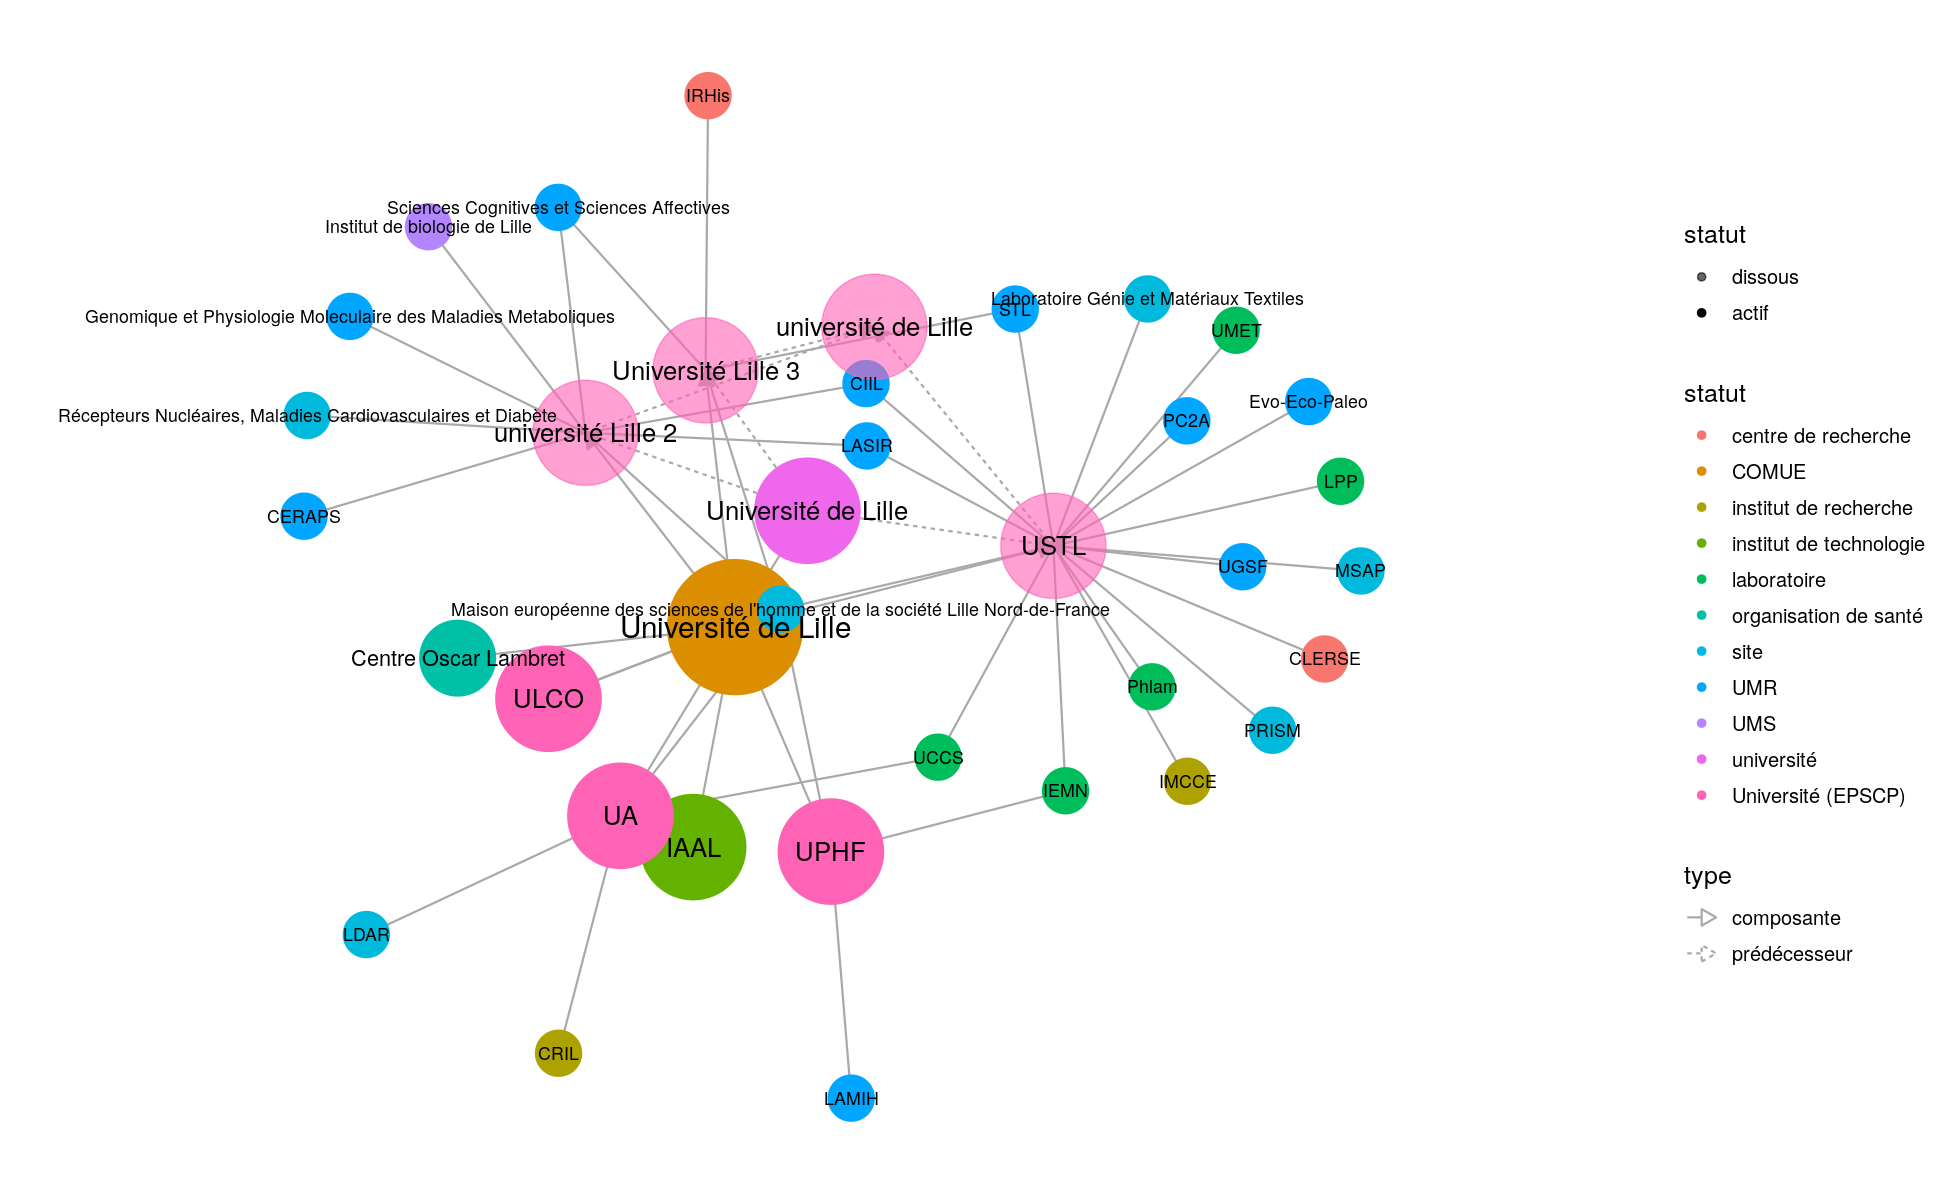 IRHis
Sciences Cognitives et Sciences Affectives
Institut de biologie de Lille
Genomique et Physiologie Moleculaire des Maladies Metaboliques
université de Lille
STL
Laboratoire Génie et Matériaux Textiles
UMET
Université Lille 3
CIIL
Evo-Eco-Paleo
Récepteurs Nucléaires, Maladies Cardiovasculaires et Diabète
université Lille 2
LASIR
PC2A
LPP
CERAPS
Université de Lille
USTL
UGSF
MSAP
Maison européenne des sciences de l'homme et de la société Lille Nord-de-France
Université de Lille
Centre Oscar Lambret
CLERSE
ULCO
Phlam
PRISM
UCCS
IEMN
IMCCE
UA
IAAL
UPHF
LDAR
CRIL
LAMIH
statut
dissous
actif
statut
centre de recherche
COMUE
institut de recherche
institut de technologie
laboratoire
organisation de santé
site
UMR
UMS
université
Université (EPSCP)
type
composante
prédécesseur